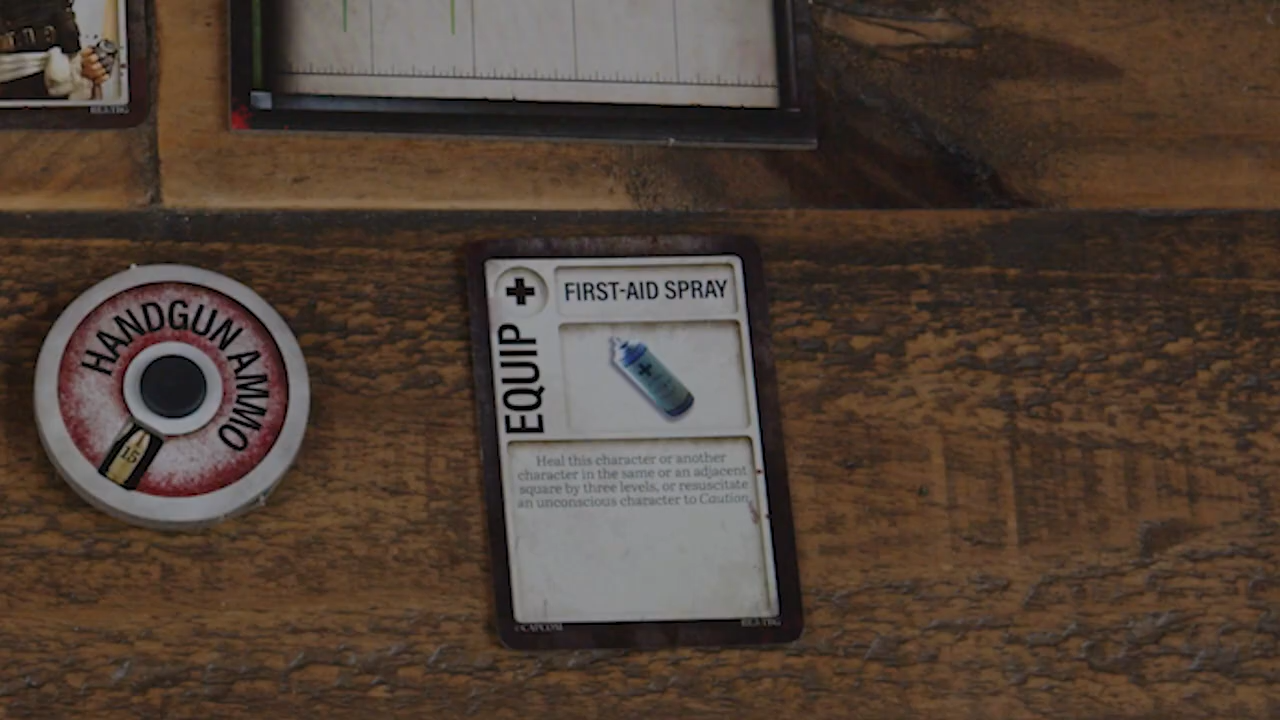 HANDGUN AMMO
15
EQUIP
FIRST-AID SPRAY
Heal this character or another
character in the same or an adjacent
square by three levels, or resuscitate
an unconscious character to Caution.
©CAPCOM